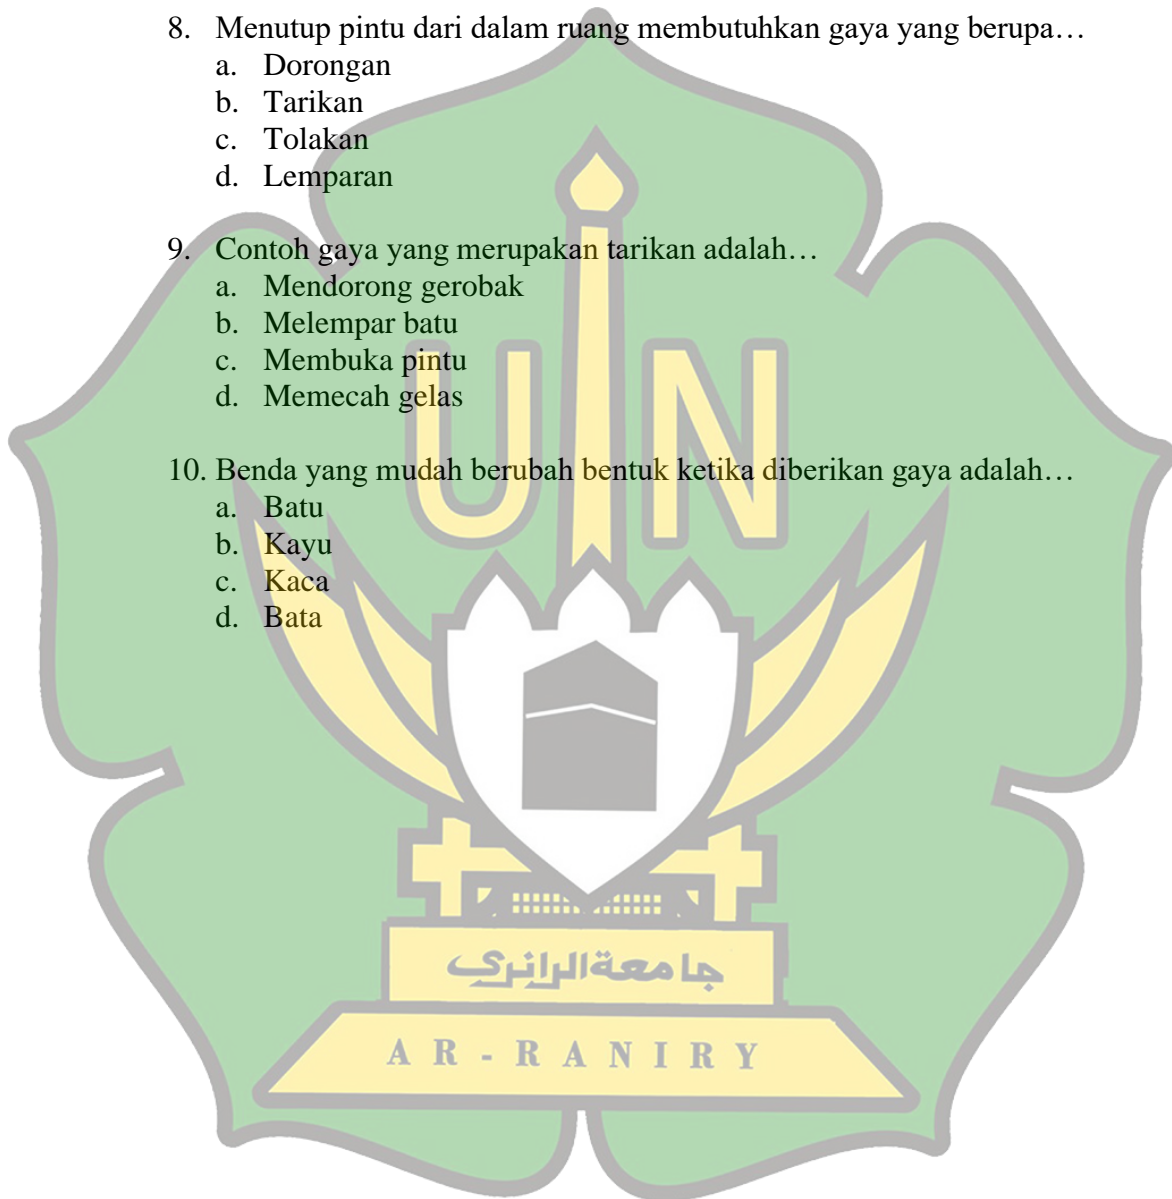 8. Menutup pintu dari dalam ruang membutuhkan gaya yang berupa…
a. Dorongan
b. Tarikan
c. Tolakan
d. Lemparan
9. Contoh gaya yang merupakan tarikan adalah…
a. Mendorong gerobak
b. Melempar batu
c. Membuka pintu
d. Memecah gelas
UIN
10. Benda yang mudah berubah bentuk ketika diberikan gaya adalah…
a. Batu
b. Kayu
c. Kaca
d. Bata
جامعة الرانري
AR-RANIRY